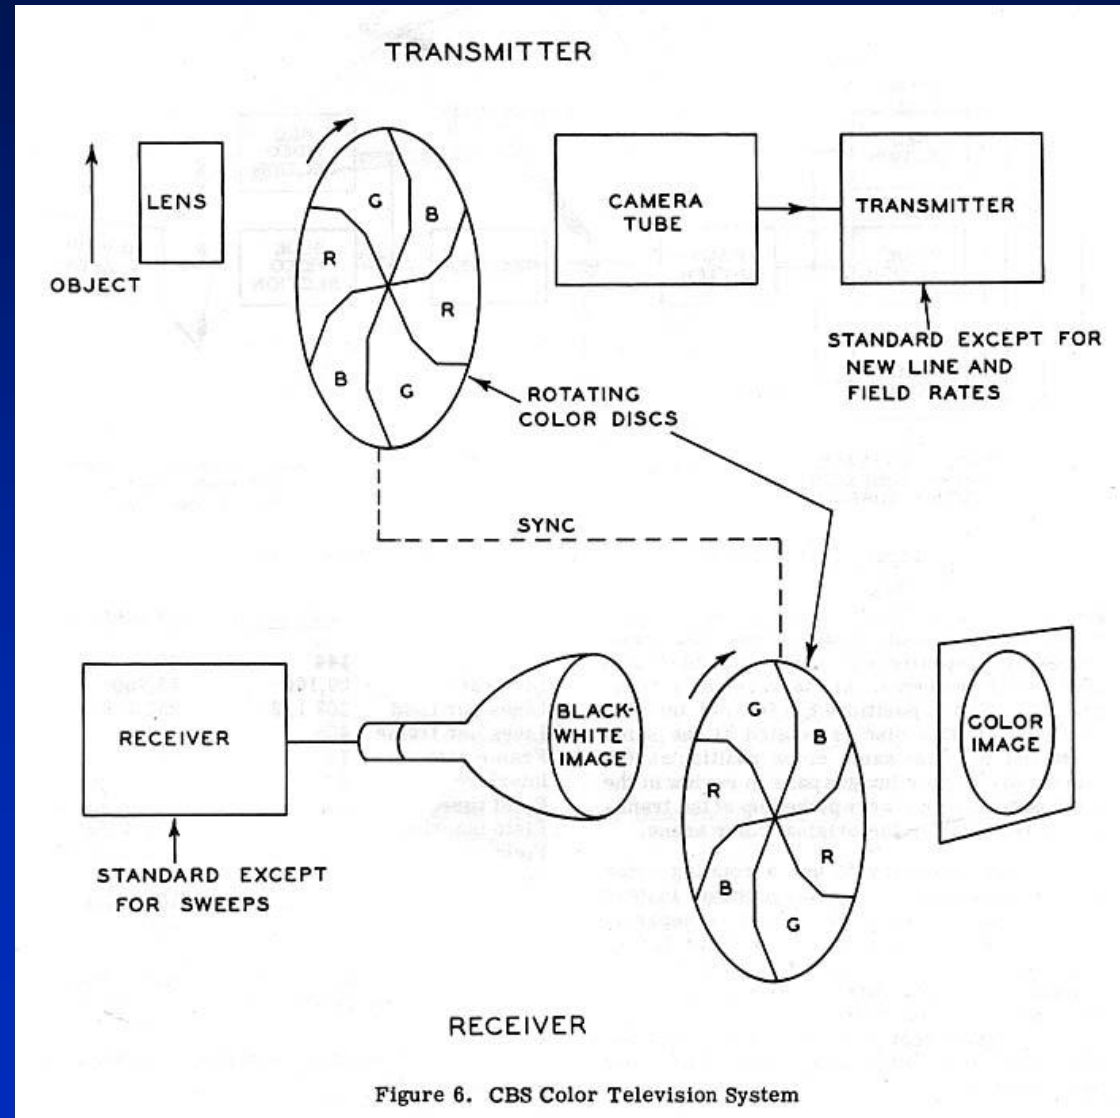 TRANSMITTER
OBJECT
LENS
G
B
R
R
B
G
CAMERA
TUBE
TRANSMITTER
STANDARD EXCEPT FOR
NEW LINE AND
FIELD RATES
ROTATING
COLOR DISCS
SYNC
RECEIVER
STANDARD EXCEPT
FOR SWEEPS
BLACK-
WHITE
IMAGE
G
B
R
R
B
G
COLOR
IMAGE
RECEIVER
Figure 6. CBS Color Television System